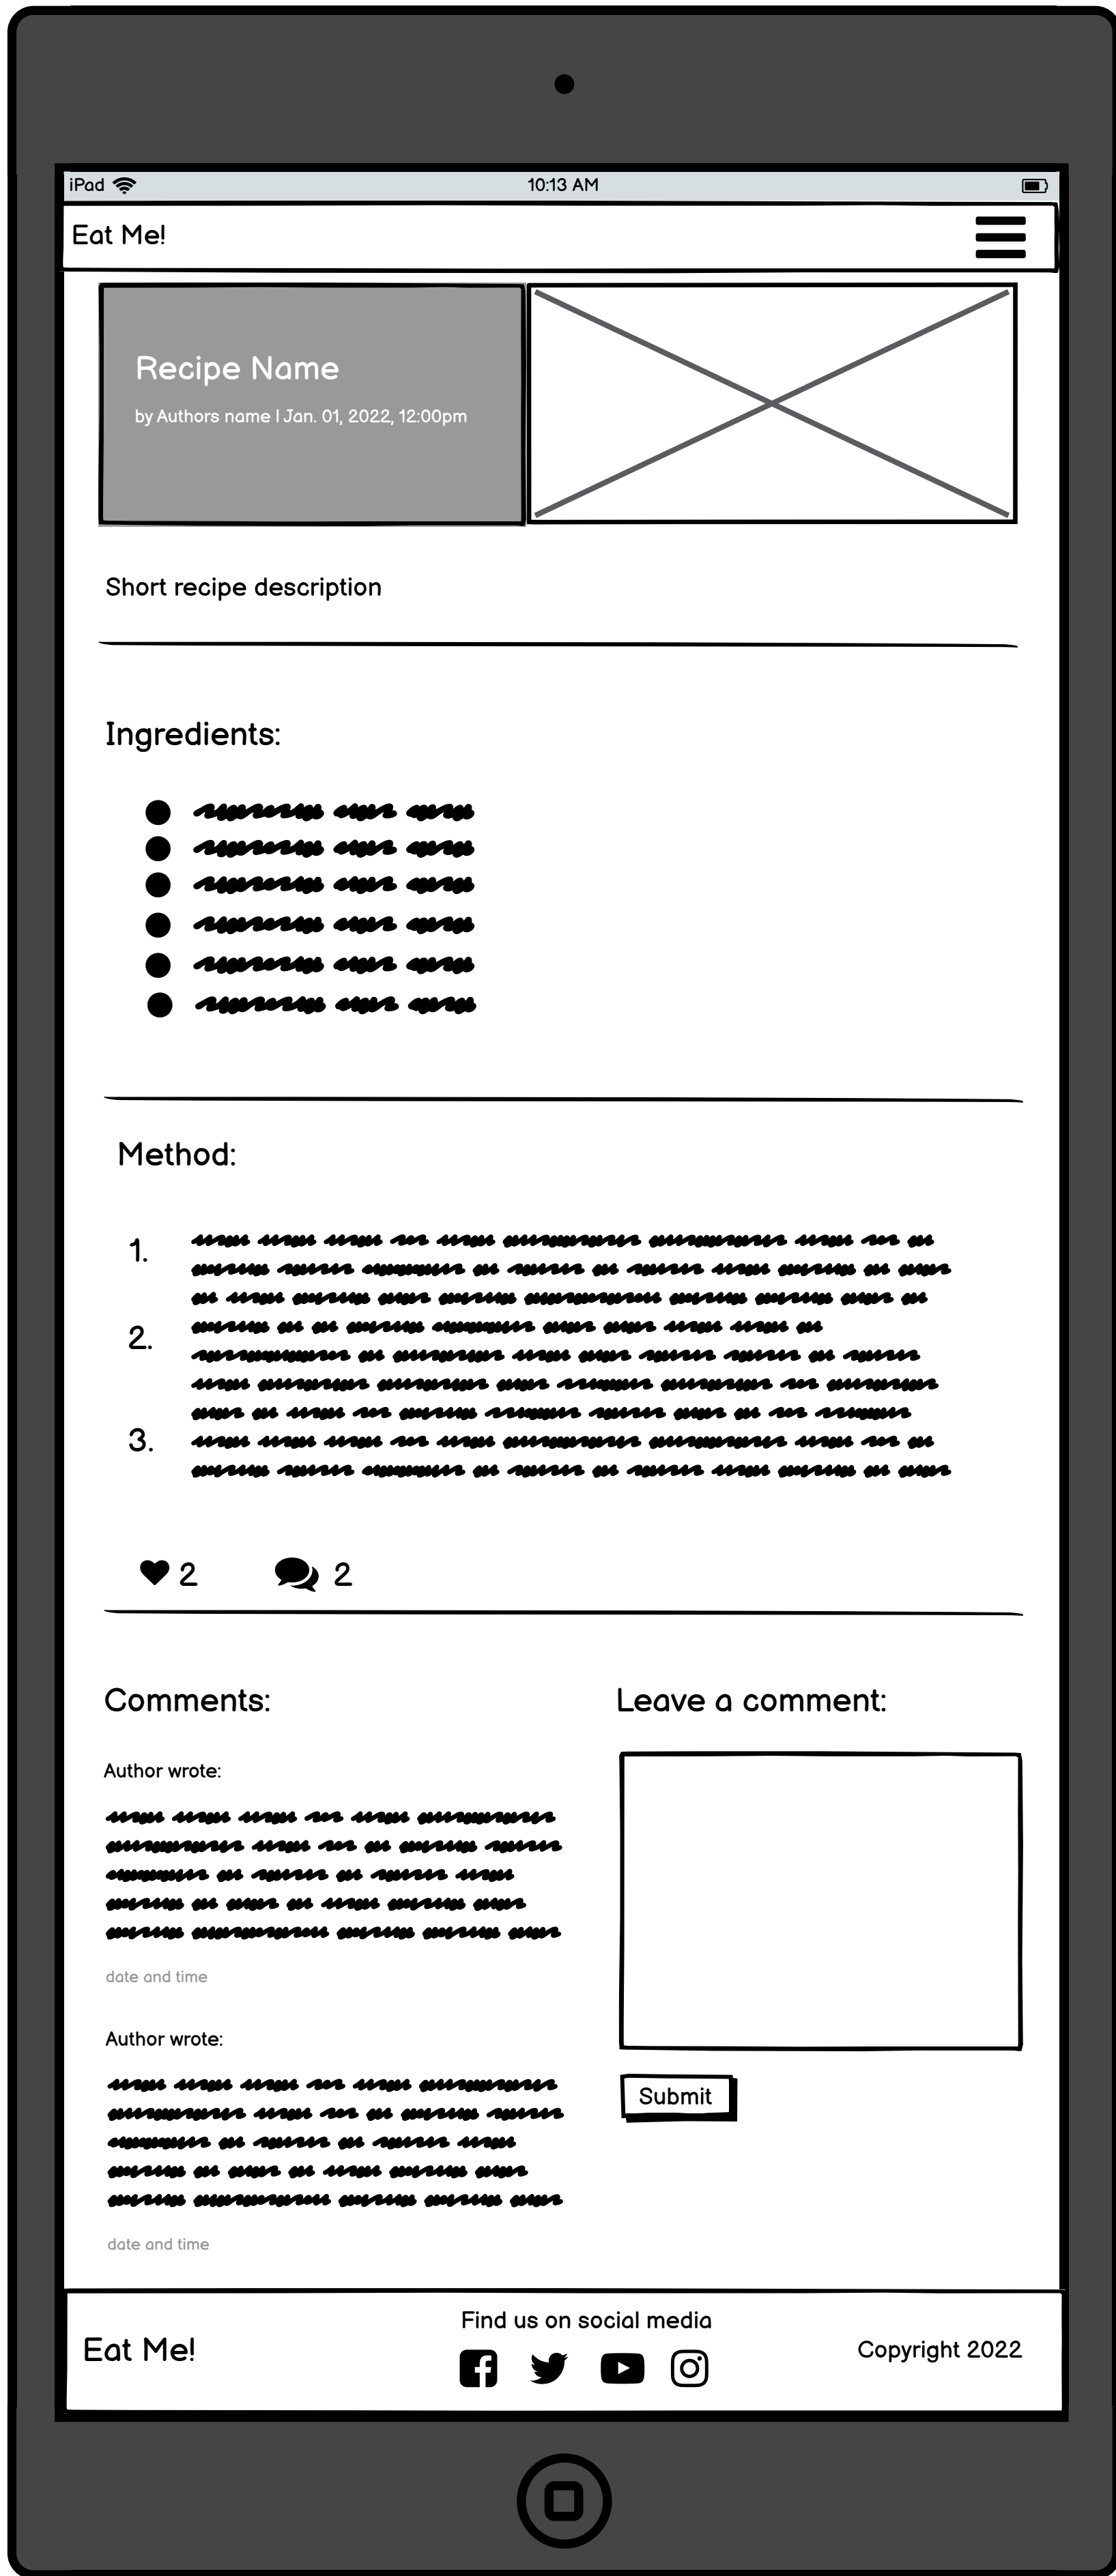 iPad 10:13 AM
Eat Me!
Recipe Name
by Authors name | Jan. 01, 2022, 12:00pm
Short recipe description
Ingredients:
Method:
1.
2.
3.
2 2
Comments:
Leave a comment:
Author wrote:
date and time
Author wrote:
Submit
date and time
Find us on social media
Eat Me!
Copyright 2022